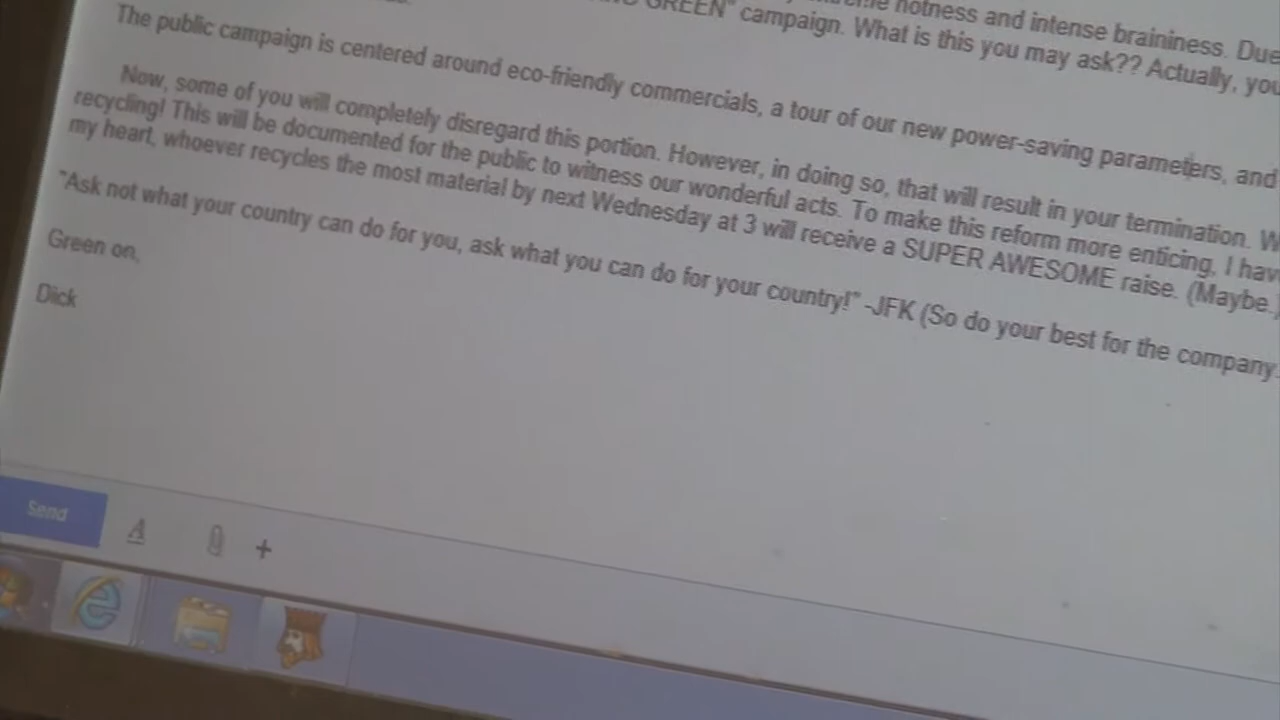 hotness and intense braininess. Due
GREEN" campaign. What is this you may ask?? Actually, you
The public campaign is centered around eco-friendly commercials, a tour of our new power-saving parameters, and
Now, some of you will completely disregard this portion. However, in doing so, that will result in your termination.
recycling! This will be documented for the public to witness our wonderful acts. To make this reform more enticing, I hav
my heart, whoever recycles the most material by next Wednesday at 3 will receive a SUPER AWESOME raise. (Maybe.)
"Ask not what your country can do for you, ask what you can do for your country!" -JFK (So do your best for the company.
Green on,
Dick
Send
A